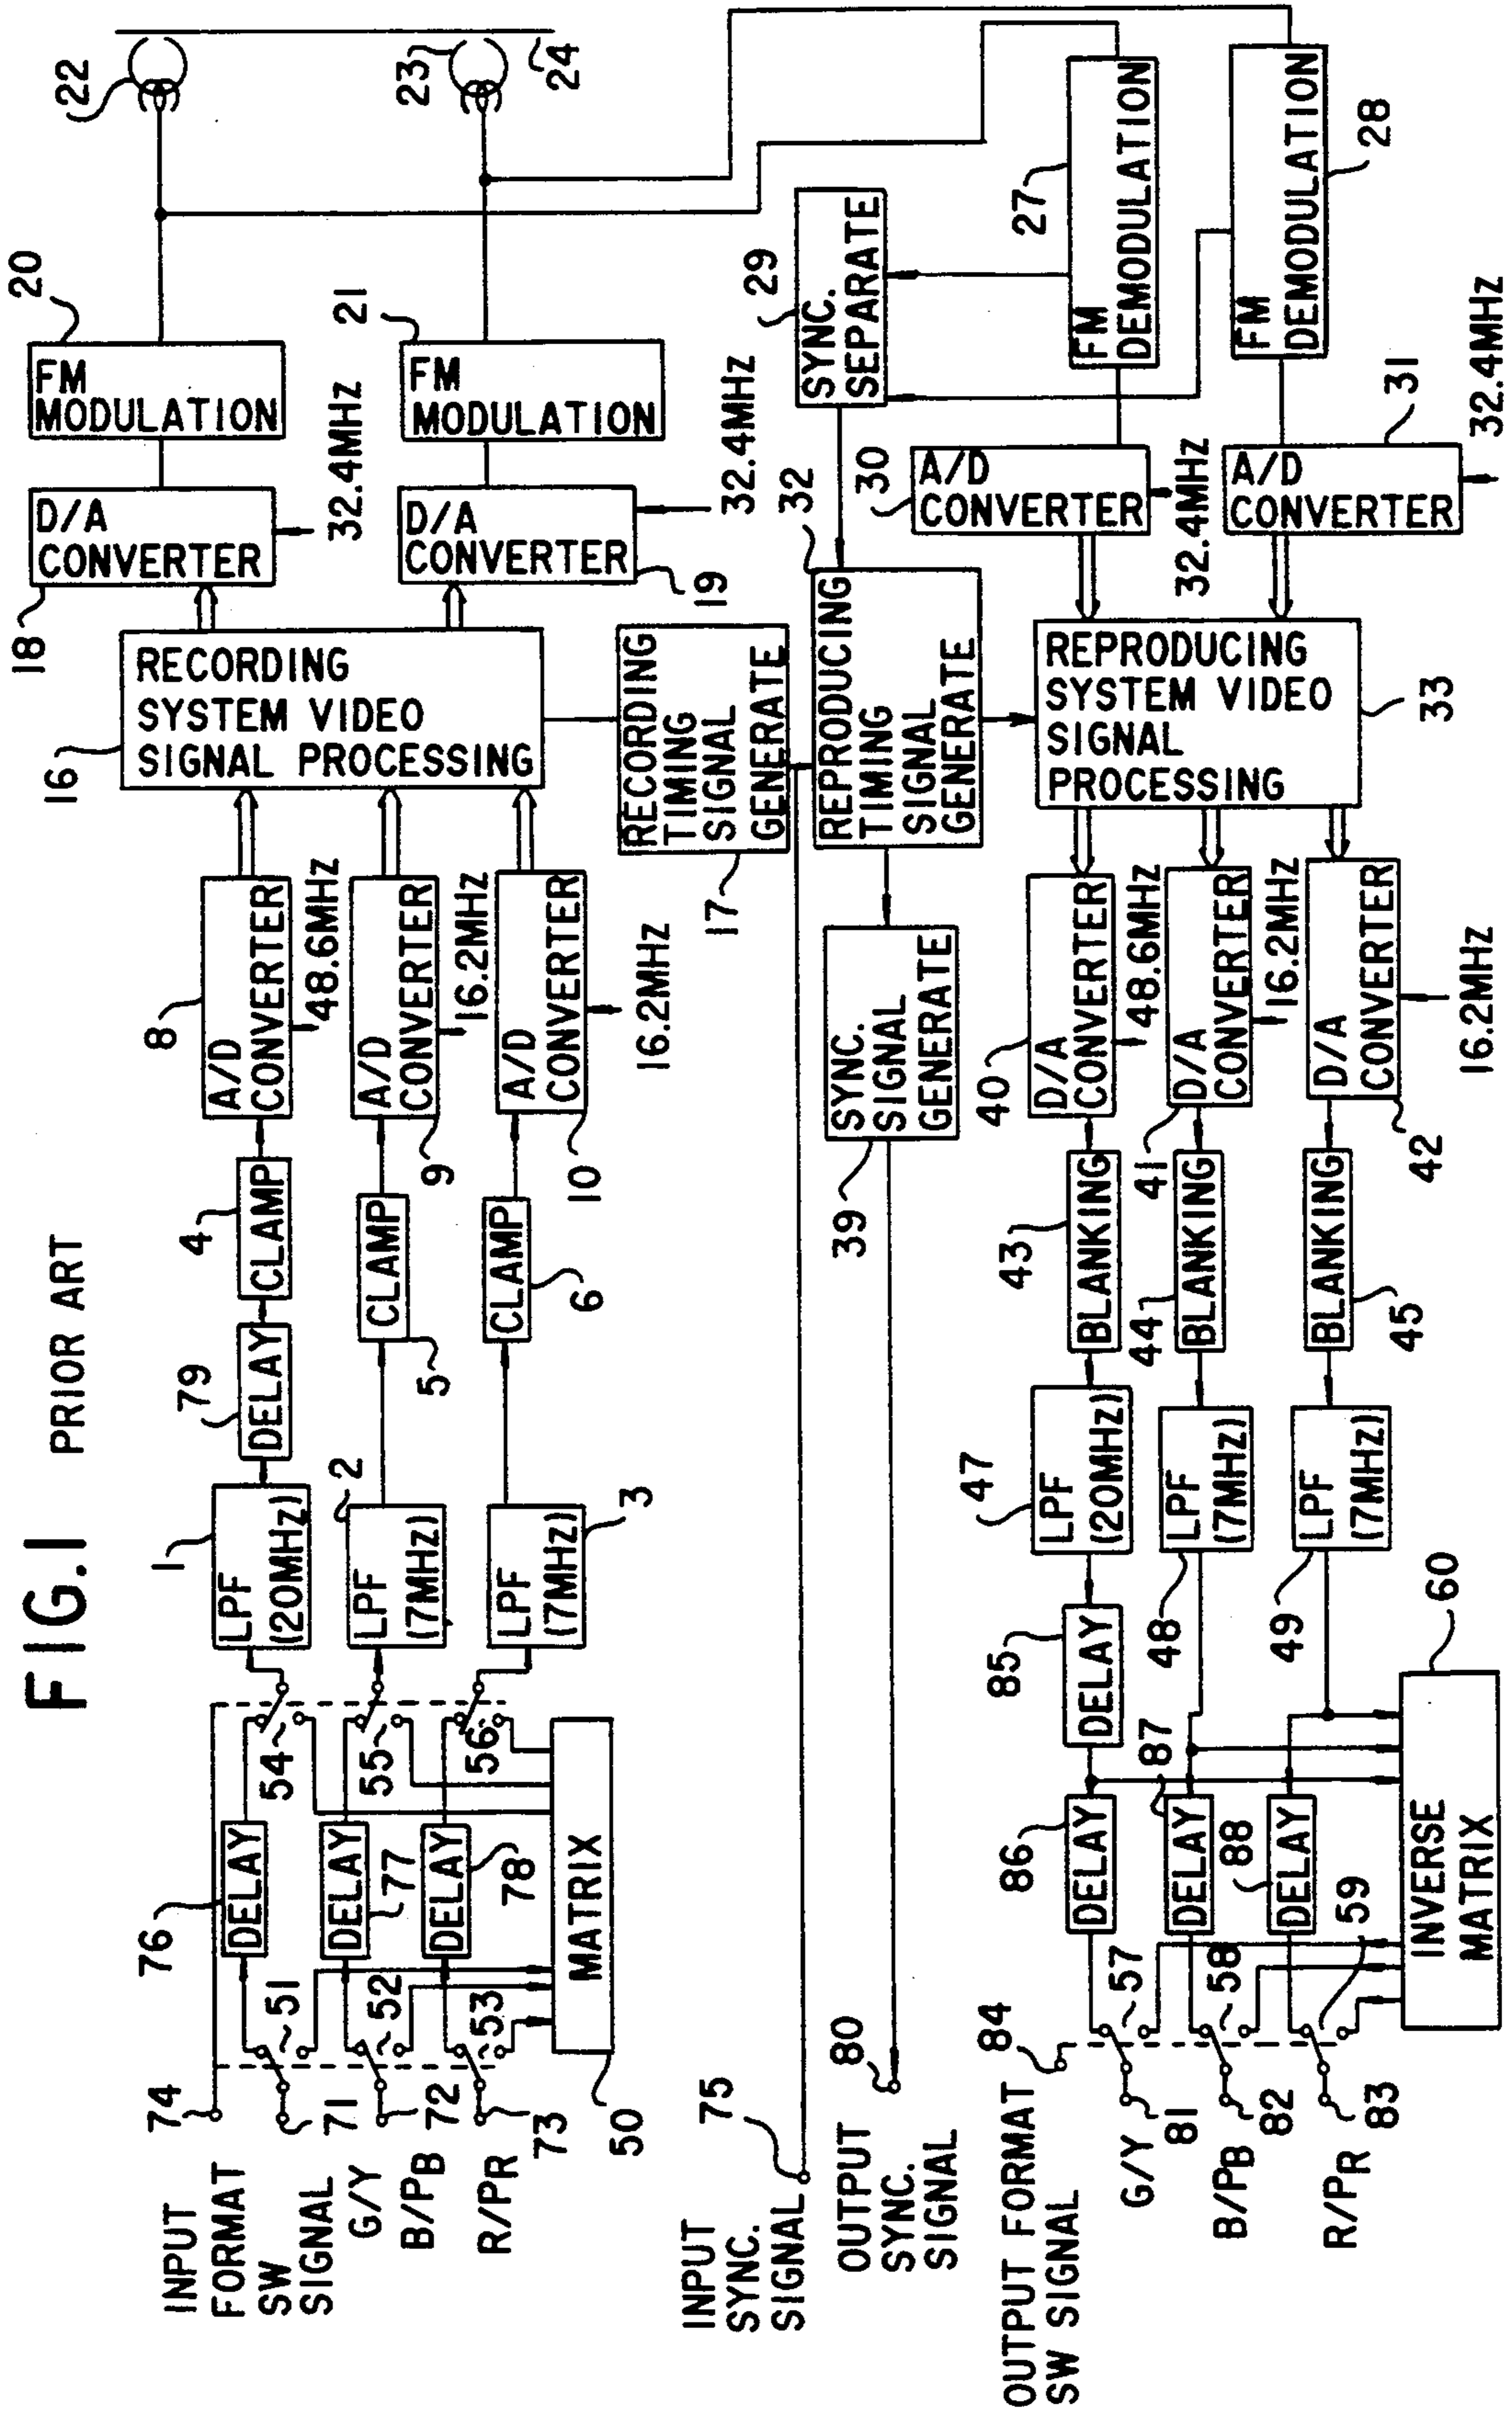 FIG.1 PRIOR ART
INPUT
FORMAT
SW
SIGNAL
74
G/Y
71
B/PB
72
R/PR
73
51
52
53
76
DELAY
DELAY
77
DELAY
78
MATRIX
50
54
55
56
1
LPF
(20MHz)
2
LPF
(7MHz)
3
LPF
(7MHz)
79
DELAY
4
CLAMP
5
CLAMP
6
CLAMP
8
A/D
CONVERTER
48.6MHz
9
A/D
CONVERTER
16.2MHz
10
A/D
CONVERTER
16.2MHz
16
RECORDING
SYSTEM VIDEO
SIGNAL PROCESSING
17
RECORDING
TIMING
SIGNAL
GENERATE
18
D/A
CONVERTER
32.4MHz
19
D/A
CONVERTER
32.4MHz
20
FM
MODULATION
21
FM
MODULATION
22
23
24
INPUT
SYNC.
SIGNAL
75
OUTPUT
SYNC.
SIGNAL
80
39
SYNC.
SIGNAL
GENERATE
32
REPRODUCING
TIMING
SIGNAL
GENERATE
29
SYNC.
SEPARATE
27
FM
DEMODULATION
28
FM
DEMODULATION
30
A/D
CONVERTER
32.4MHz
31
A/D
CONVERTER
32.4MHz
33
REPRODUCING
SYSTEM VIDEO
SIGNAL
PROCESSING
40
D/A
CONVERTER
48.6MHz
41
D/A
CONVERTER
16.2MHz
42
D/A
CONVERTER
16.2MHz
43
BLANKING
44
BLANKING
45
BLANKING
47
LPF
(20MHz)
48
LPF
(7MHz)
49
LPF
(7MHz)
85
DELAY
86
DELAY
87
DELAY
88
DELAY
60
INVERSE
MATRIX
57
58
59
OUTPUT FORMAT
SW SIGNAL
84
G/Y
81
B/PB
82
R/PR
83